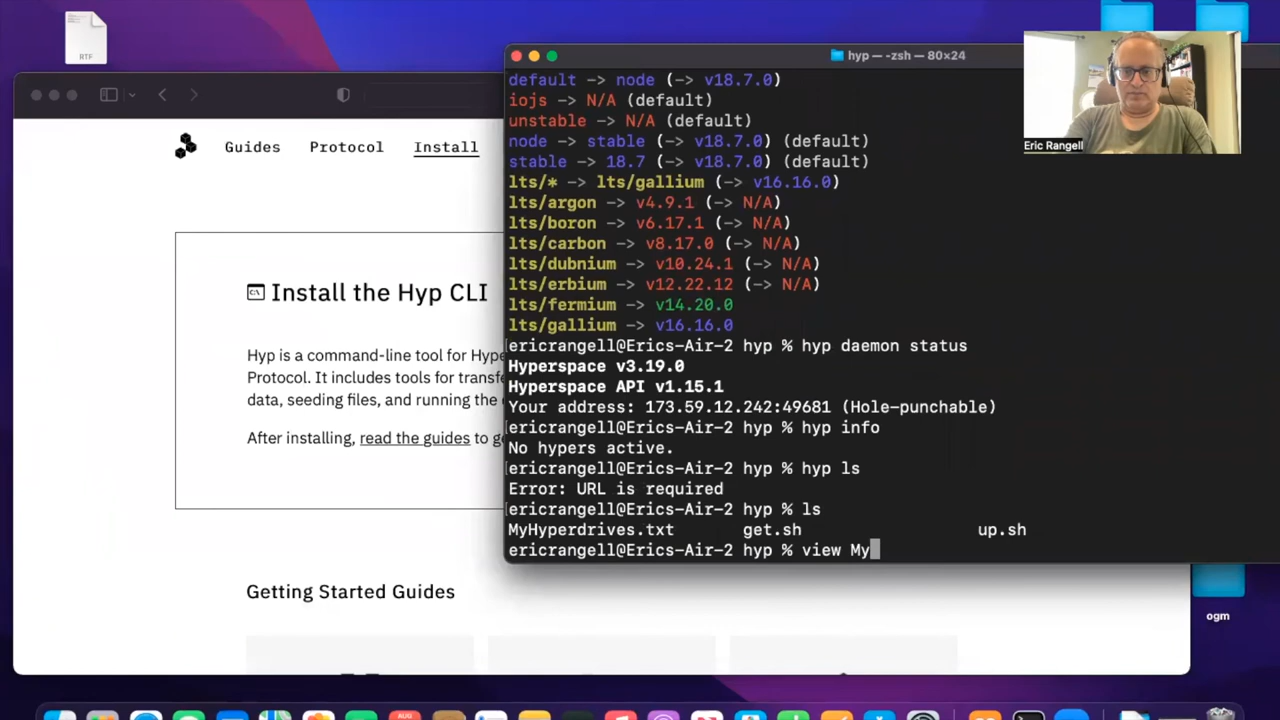 RTF
hyp — -zsh — 80×24
default -> node (-> v18.7.0)
iojs -> N/A (default)
unstable -> N/A (default)
node -> stable (-> v18.7.0) (default)
stable -> 18.7 (-> v18.7.0) (default)
lts/* -> lts/gallium (-> v16.16.0)
lts/argon -> v4.9.1 (-> N/A)
lts/boron -> v6.17.1 (-> N/A)
lts/carbon -> v8.17.0 (-> N/A)
lts/dubnium -> v10.24.1 (-> N/A)
lts/erbium -> v12.22.12 (-> N/A)
lts/fermium -> v14.20.0
lts/gallium -> v16.16.0
ericrangell@Erics-Air-2 hyp % hyp daemon status
Hyperspace v3.19.0
Hyperspace API v1.15.1
Your address: 173.59.12.242:49681 (Hole-punchable)
ericrangell@Erics-Air-2 hyp % hyp info
No hypers active.
ericrangell@Erics-Air-2 hyp % hyp ls
Error: URL is required
ericrangell@Erics-Air-2 hyp % ls
MyHyperdrives.txt get.sh up.sh
ericrangell@Erics-Air-2 hyp % view My
Eric Rangell
Guides Protocol Install
Install the Hyp CLI
Hyp is a command-line tool for Hype
Protocol. It includes tools for transf
data, seeding files, and running the
After installing, read the guides to ge
Getting Started Guides
ogm
AUG